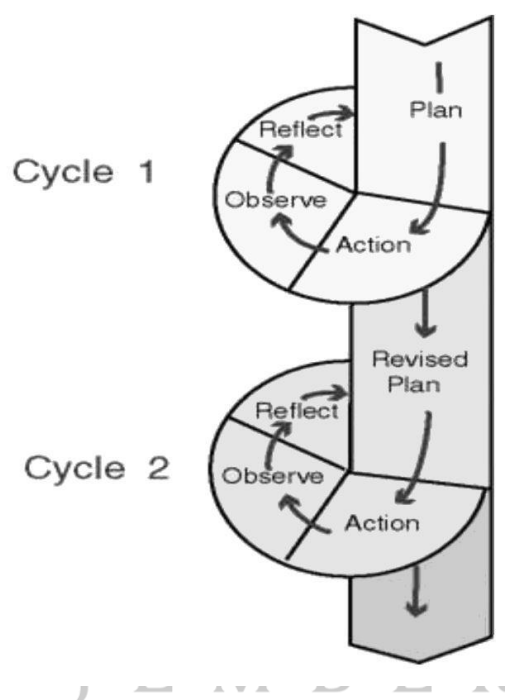 Plan
Reflect
Cycle 1
Observe
Action
Revised
Plan
Reflect
Cycle 2
Observe
Action